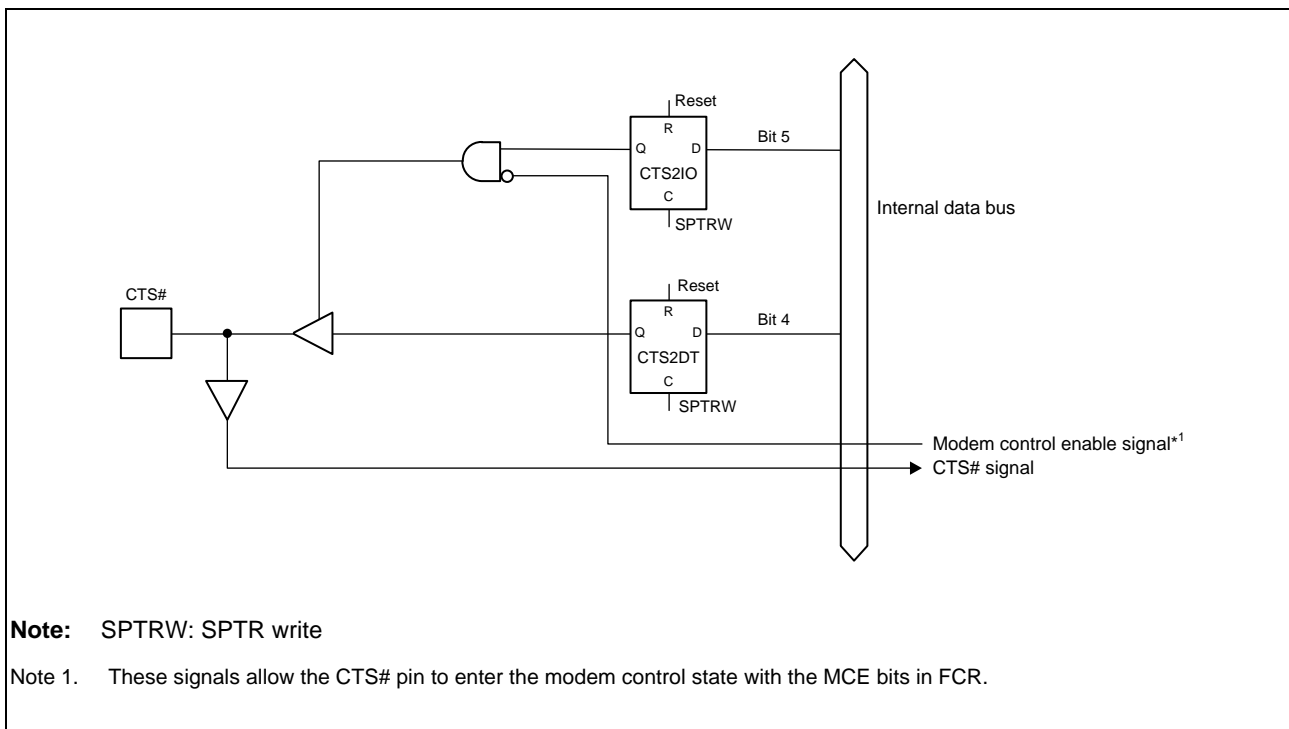 Reset
R
Bit 5
Q D
CTS2IO
C
SPTRW
Internal data bus
CTS#
Reset
R
Bit 4
Q D
CTS2DT
C
SPTRW
Modem control enable signal*1
CTS# signal
Note: SPTRW: SPTR write
Note 1. These signals allow the CTS# pin to enter the modem control state with the MCE bits in FCR.